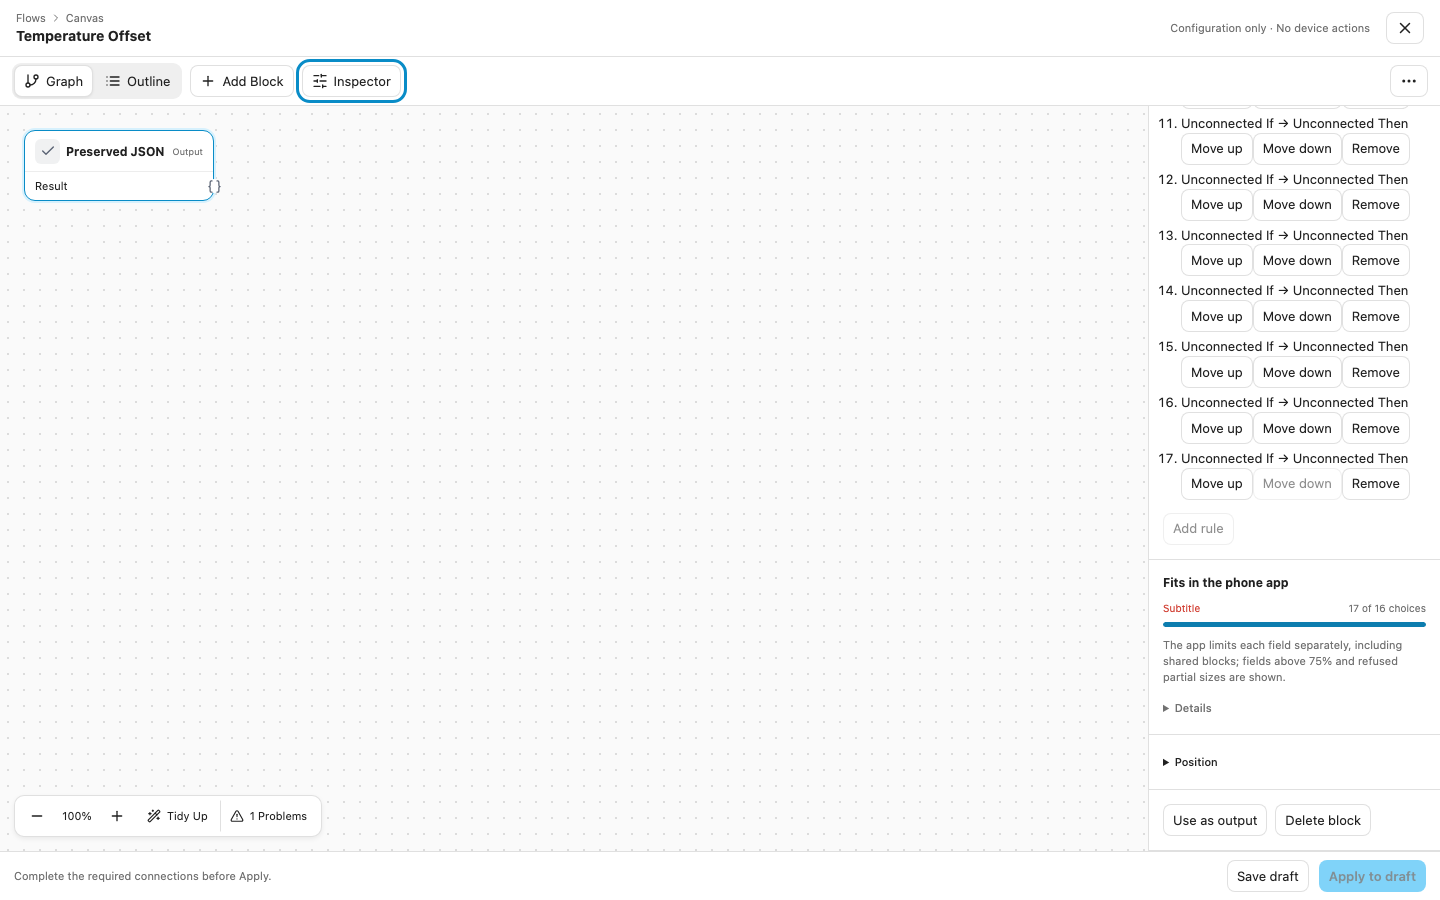 Flows > Canvas
Temperature Offset
Configuration only · No device actions
Graph
Outline
Add Block
Inspector
Preserved JSON Output
Result
{ }
11. Unconnected If → Unconnected Then
Move up Move down Remove
12. Unconnected If → Unconnected Then
Move up Move down Remove
13. Unconnected If → Unconnected Then
Move up Move down Remove
14. Unconnected If → Unconnected Then
Move up Move down Remove
15. Unconnected If → Unconnected Then
Move up Move down Remove
16. Unconnected If → Unconnected Then
Move up Move down Remove
17. Unconnected If → Unconnected Then
Move up Move down Remove
Add rule
Fits in the phone app
Subtitle 17 of 16 choices
The app limits each field separately, including
shared blocks; fields above 75% and refused
partial sizes are shown.
Details
Position
Use as output Delete block
100%
Tidy Up
1 Problems
Complete the required connections before Apply.
Save draft Apply to draft